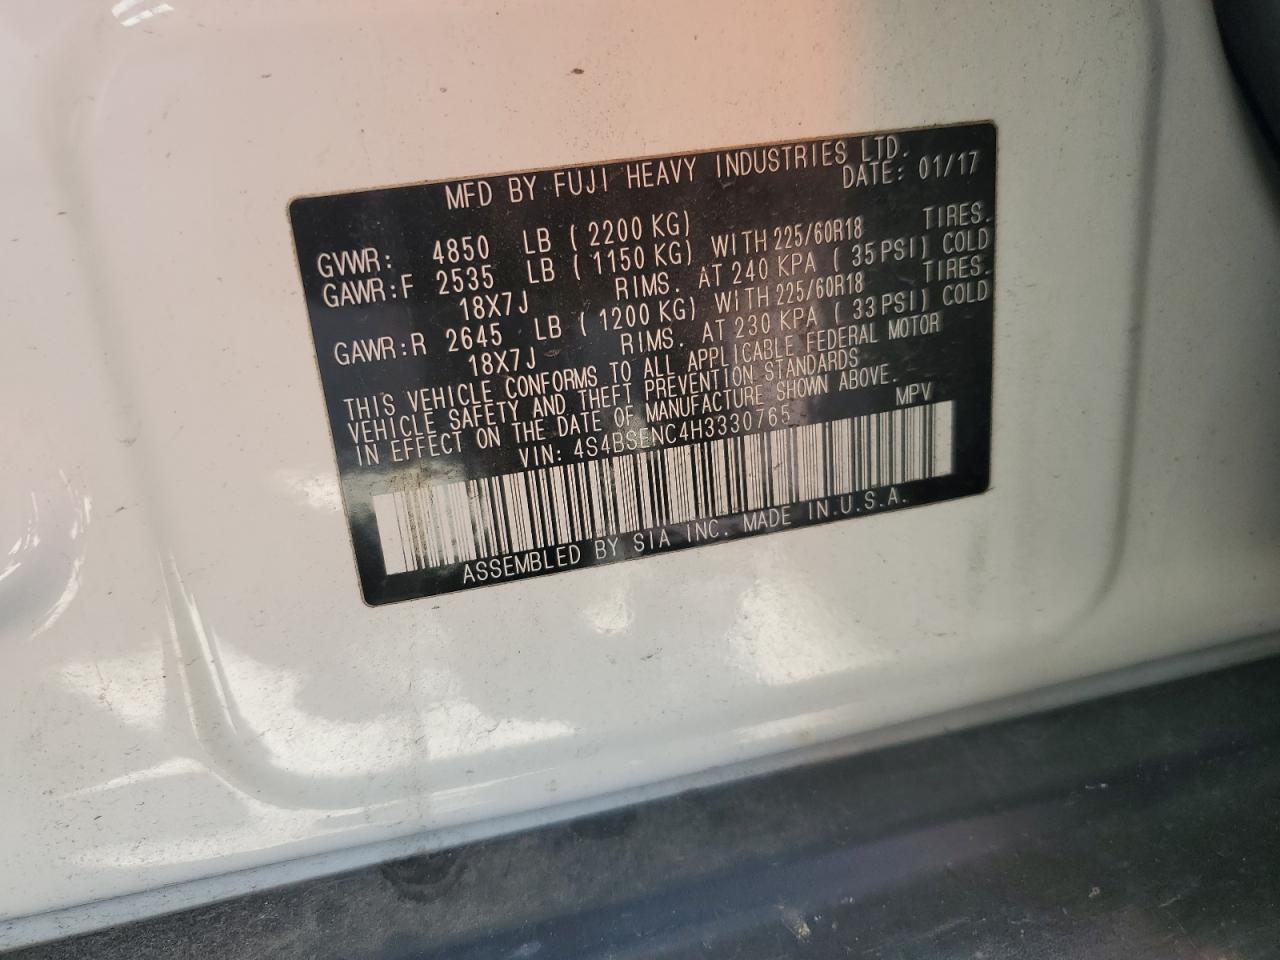 MFD BY FUJI HEAVY INDUSTRIES LTD.
DATE: 01/17
GVWR: 4850 LB ( 2200 KG)
GAWR:F 2535 LB ( 1150 KG) WITH 225/60R18 TIRES.
18X7J RIMS. AT 240 KPA ( 35 PSI) COLD
GAWR:R 2645 LB ( 1200 KG) WITH 225/60R18 TIRES.
18X7J RIMS. AT 230 KPA ( 33 PSI) COLD
THIS VEHICLE CONFORMS TO ALL APPLICABLE FEDERAL MOTOR
VEHICLE SAFETY AND THEFT PREVENTION STANDARDS
IN EFFECT ON THE DATE OF MANUFACTURE SHOWN ABOVE.
VIN: 4S4BSENC4H3330765 MPV
ASSEMBLED BY SIA INC. MADE IN.U.S.A.